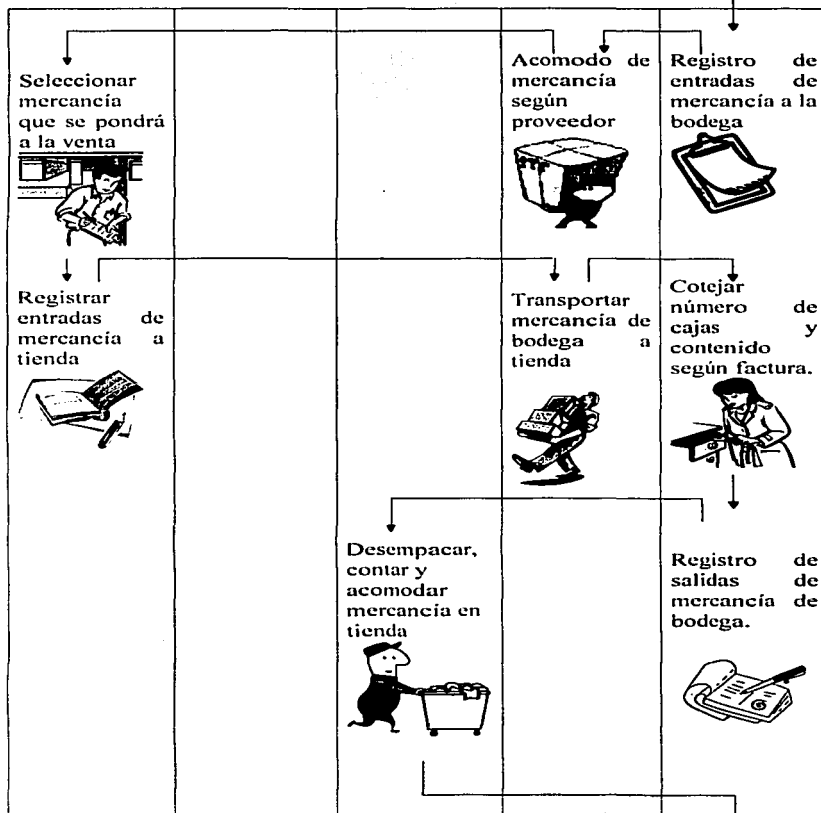 Seleccionar
mercancía
que se pondrá
a la venta
Acomodo de
mercancía
según
proveedor
Registro de
entradas de
mercancía a la
bodega
Registrar
entradas de
mercancía a
tienda
Transportar
mercancía de
bodega a
tienda
Cotejar
número de
cajas y
contenido
según factura.
Desempacar,
contar y
acomodar
mercancía en
tienda
Registro de
salidas de
mercancía de
bodega.